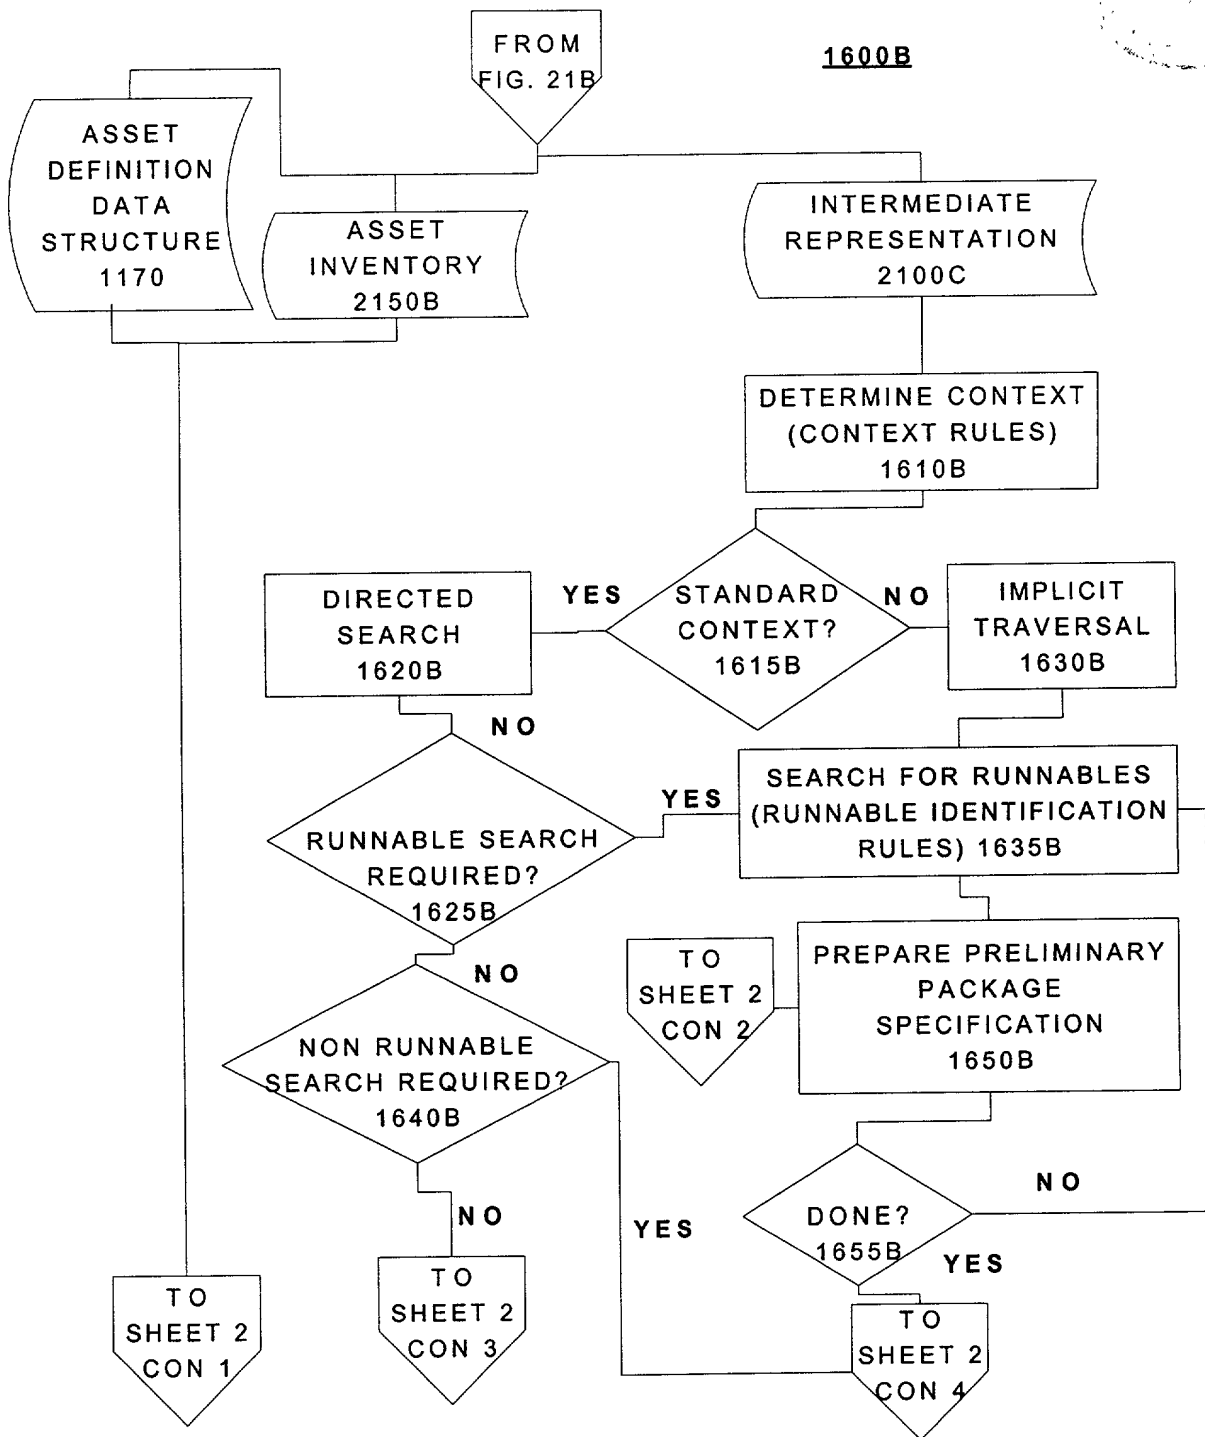 FROM
FIG. 21B
1600B
ASSET
DEFINITION
DATA
STRUCTURE
1170
ASSET
INVENTORY
2150B
INTERMEDIATE
REPRESENTATION
2100C
DETERMINE CONTEXT
(CONTEXT RULES)
1610B
DIRECTED
SEARCH
1620B
YES
STANDARD
CONTEXT?
1615B
NO
IMPLICIT
TRAVERSAL
1630B
NO
RUNNABLE SEARCH
REQUIRED?
1625B
YES
SEARCH FOR RUNNABLES
(RUNNABLE IDENTIFICATION
RULES) 1635B
NO
NON RUNNABLE
SEARCH REQUIRED?
1640B
TO
SHEET 2
CON 2
PREPARE PRELIMINARY
PACKAGE
SPECIFICATION
1650B
NO
YES
DONE?
1655B
NO
YES
TO
SHEET 2
CON 1
TO
SHEET 2
CON 3
TO
SHEET 2
CON 4